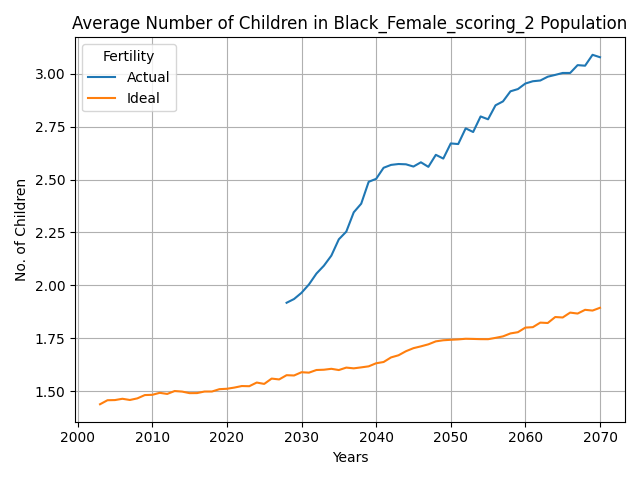 Average Number of Children in Black_Female_scoring_2 Population
Fertility
Actual
Ideal
No. of Children
3.00
2.75
2.50
2.25
2.00
1.75
1.50
2000 2010 2020 2030 2040 2050 2060 2070
Years